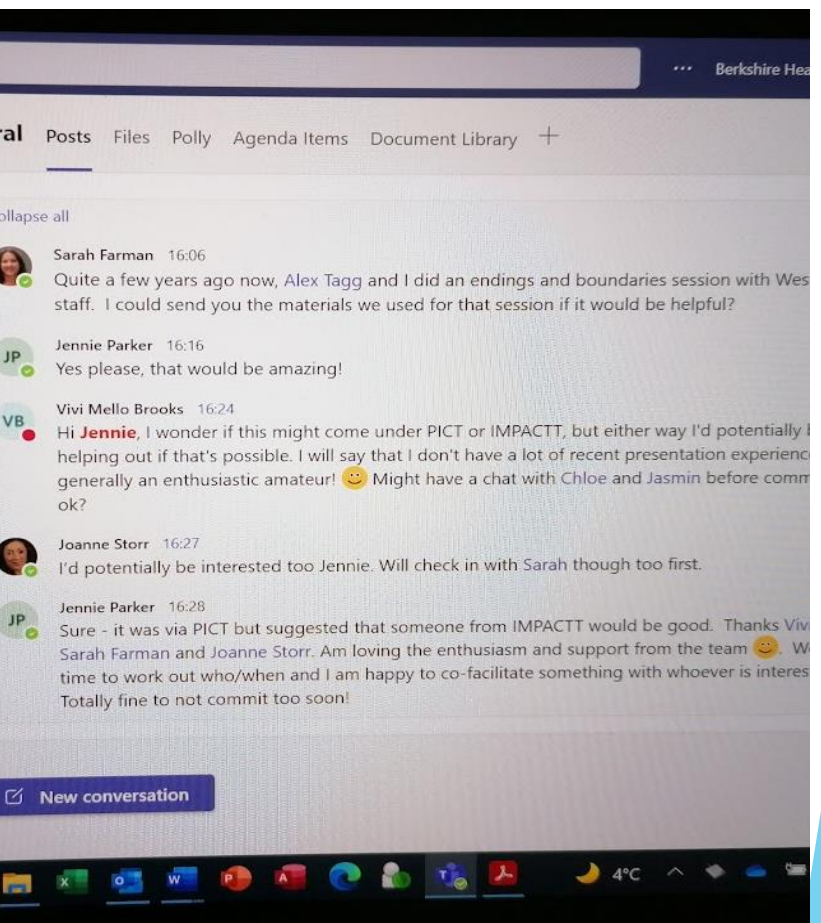 ... Berkshire Hea
ral Posts Files Polly Agenda Items Document Library +
ollapse all
Sarah Farman 16:06
Quite a few years ago now, Alex Tagg and I did an endings and boundaries session with Wes
staff. I could send you the materials we used for that session if it would be helpful?
JP Jennie Parker 16:16
Yes please, that would be amazing!
VB Vivi Mello Brooks 16:24
Hi Jennie, I wonder if this might come under PICT or IMPACTT, but either way I'd potentially b
helping out if that's possible. I will say that I don't have a lot of recent presentation experienc
generally an enthusiastic amateur! 🙂 Might have a chat with Chloe and Jasmin before comm
ok?
Joanne Storr 16:27
I'd potentially be interested too Jennie. Will check in with Sarah though too first.
JP Jennie Parker 16:28
Sure - it was via PICT but suggested that someone from IMPACTT would be good. Thanks Viv
Sarah Farman and Joanne Storr. Am loving the enthusiasm and support from the team 🙂. W
time to work out who/when and I am happy to co-facilitate something with whoever is interes
Totally fine to not commit too soon!
New conversation
4°C